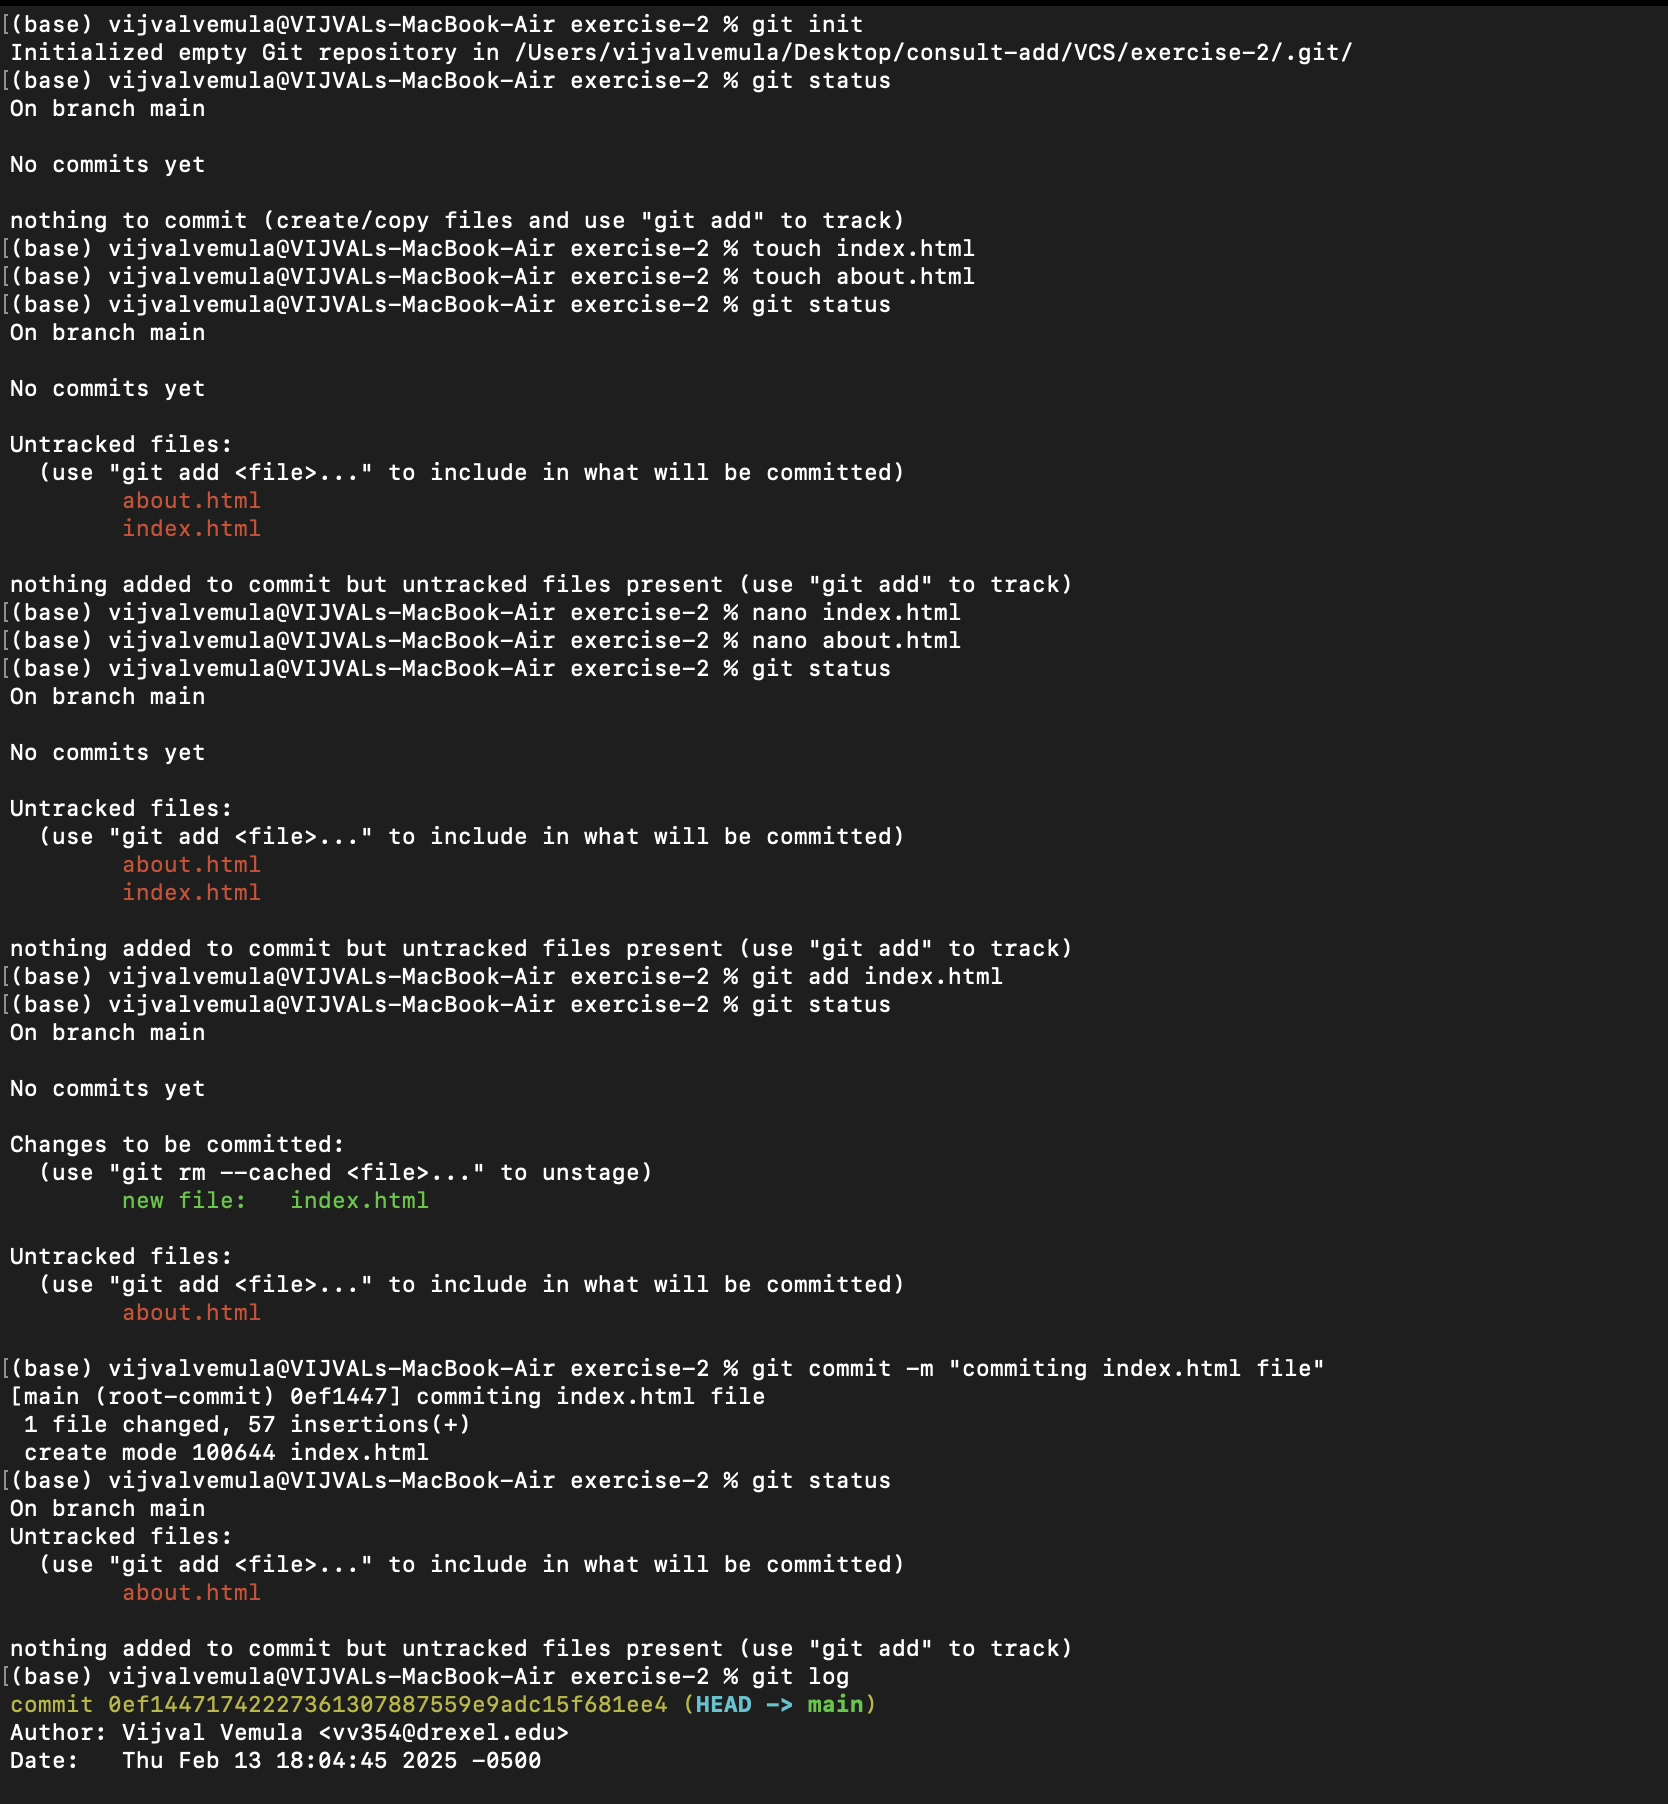 [(base) vijvalvemula@VIJVALs-MacBook-Air exercise-2 % git init
Initialized empty Git repository in /Users/vijvalvemula/Desktop/consult-add/VCS/exercise-2/.git/
[(base) vijvalvemula@VIJVALs-MacBook-Air exercise-2 % git status
On branch main
No commits yet
nothing to commit (create/copy files and use "git add" to track)
[(base) vijvalvemula@VIJVALs-MacBook-Air exercise-2 % touch index.html
[(base) vijvalvemula@VIJVALs-MacBook-Air exercise-2 % touch about.html
[(base) vijvalvemula@VIJVALs-MacBook-Air exercise-2 % git status
On branch main
No commits yet
Untracked files:
  (use "git add <file>..." to include in what will be committed)
        about.html
        index.html
nothing added to commit but untracked files present (use "git add" to track)
[(base) vijvalvemula@VIJVALs-MacBook-Air exercise-2 % nano index.html
[(base) vijvalvemula@VIJVALs-MacBook-Air exercise-2 % nano about.html
[(base) vijvalvemula@VIJVALs-MacBook-Air exercise-2 % git status
On branch main
No commits yet
Untracked files:
  (use "git add <file>..." to include in what will be committed)
        about.html
        index.html
nothing added to commit but untracked files present (use "git add" to track)
[(base) vijvalvemula@VIJVALs-MacBook-Air exercise-2 % git add index.html
[(base) vijvalvemula@VIJVALs-MacBook-Air exercise-2 % git status
On branch main
No commits yet
Changes to be committed:
  (use "git rm --cached <file>..." to unstage)
        new file:   index.html
Untracked files:
  (use "git add <file>..." to include in what will be committed)
        about.html
[(base) vijvalvemula@VIJVALs-MacBook-Air exercise-2 % git commit -m "commiting index.html file"
[main (root-commit) 0ef1447] commiting index.html file
 1 file changed, 57 insertions(+)
 create mode 100644 index.html
[(base) vijvalvemula@VIJVALs-MacBook-Air exercise-2 % git status
On branch main
Untracked files:
  (use "git add <file>..." to include in what will be committed)
        about.html
nothing added to commit but untracked files present (use "git add" to track)
[(base) vijvalvemula@VIJVALs-MacBook-Air exercise-2 % git log
commit 0ef14471742227361307887559e9adc15f681ee4 (HEAD -> main)
Author: Vijval Vemula <vv354@drexel.edu>
Date:   Thu Feb 13 18:04:45 2025 -0500